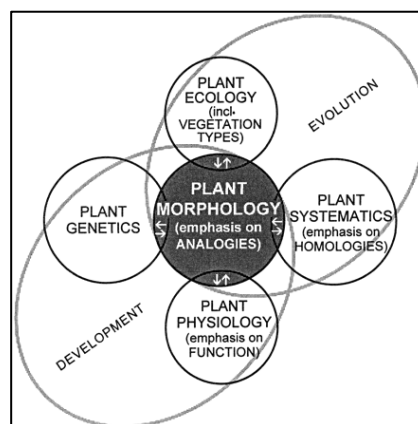 PLANT
ECOLOGY
(incl.
VEGETATION
TYPES)
EVOLUTION
PLANT
GENETICS
PLANT
MORPHOLOGY
(emphasis on
ANALOGIES)
PLANT
SYSTEMATICS
(emphasis on
HOMOLOGIES)
DEVELOPMENT
PLANT
PHYSIOLOGY
(emphasis on
FUNCTION)